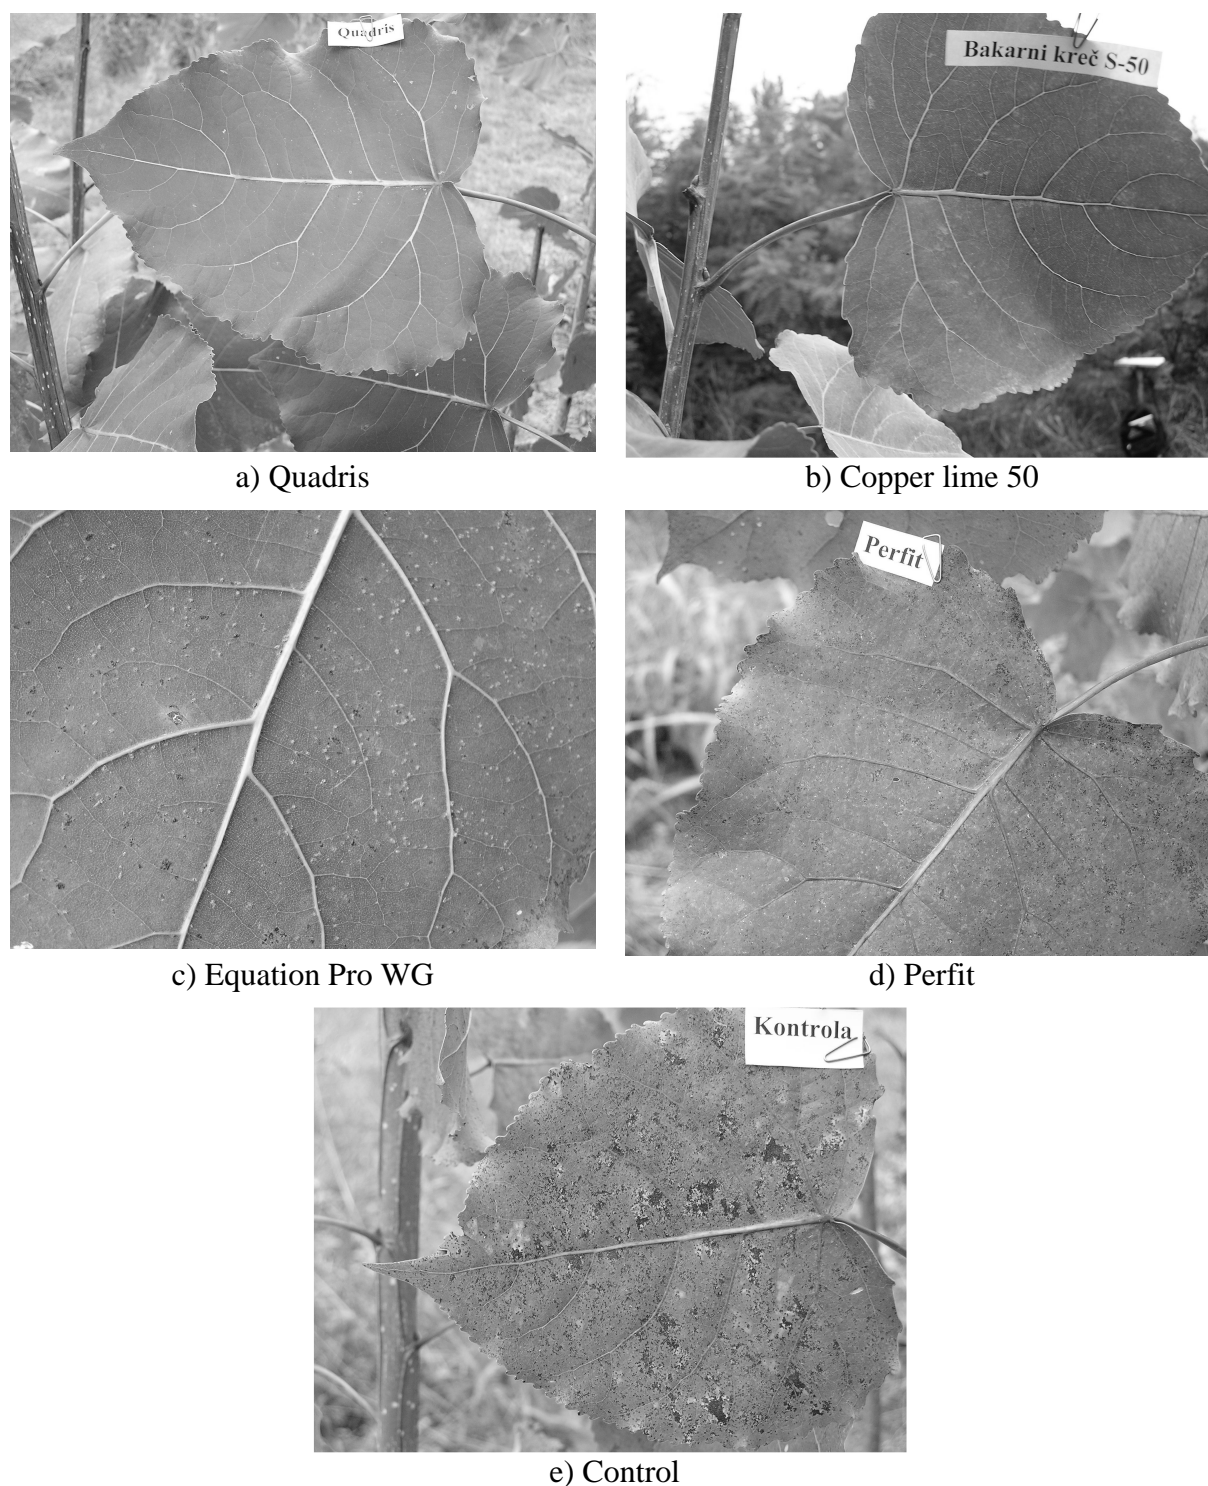 Quadris
Bakarni kreč S-50
a) Quadris
b) Copper lime 50
Perfit
c) Equation Pro WG
d) Perfit
Kontrola
e) Control